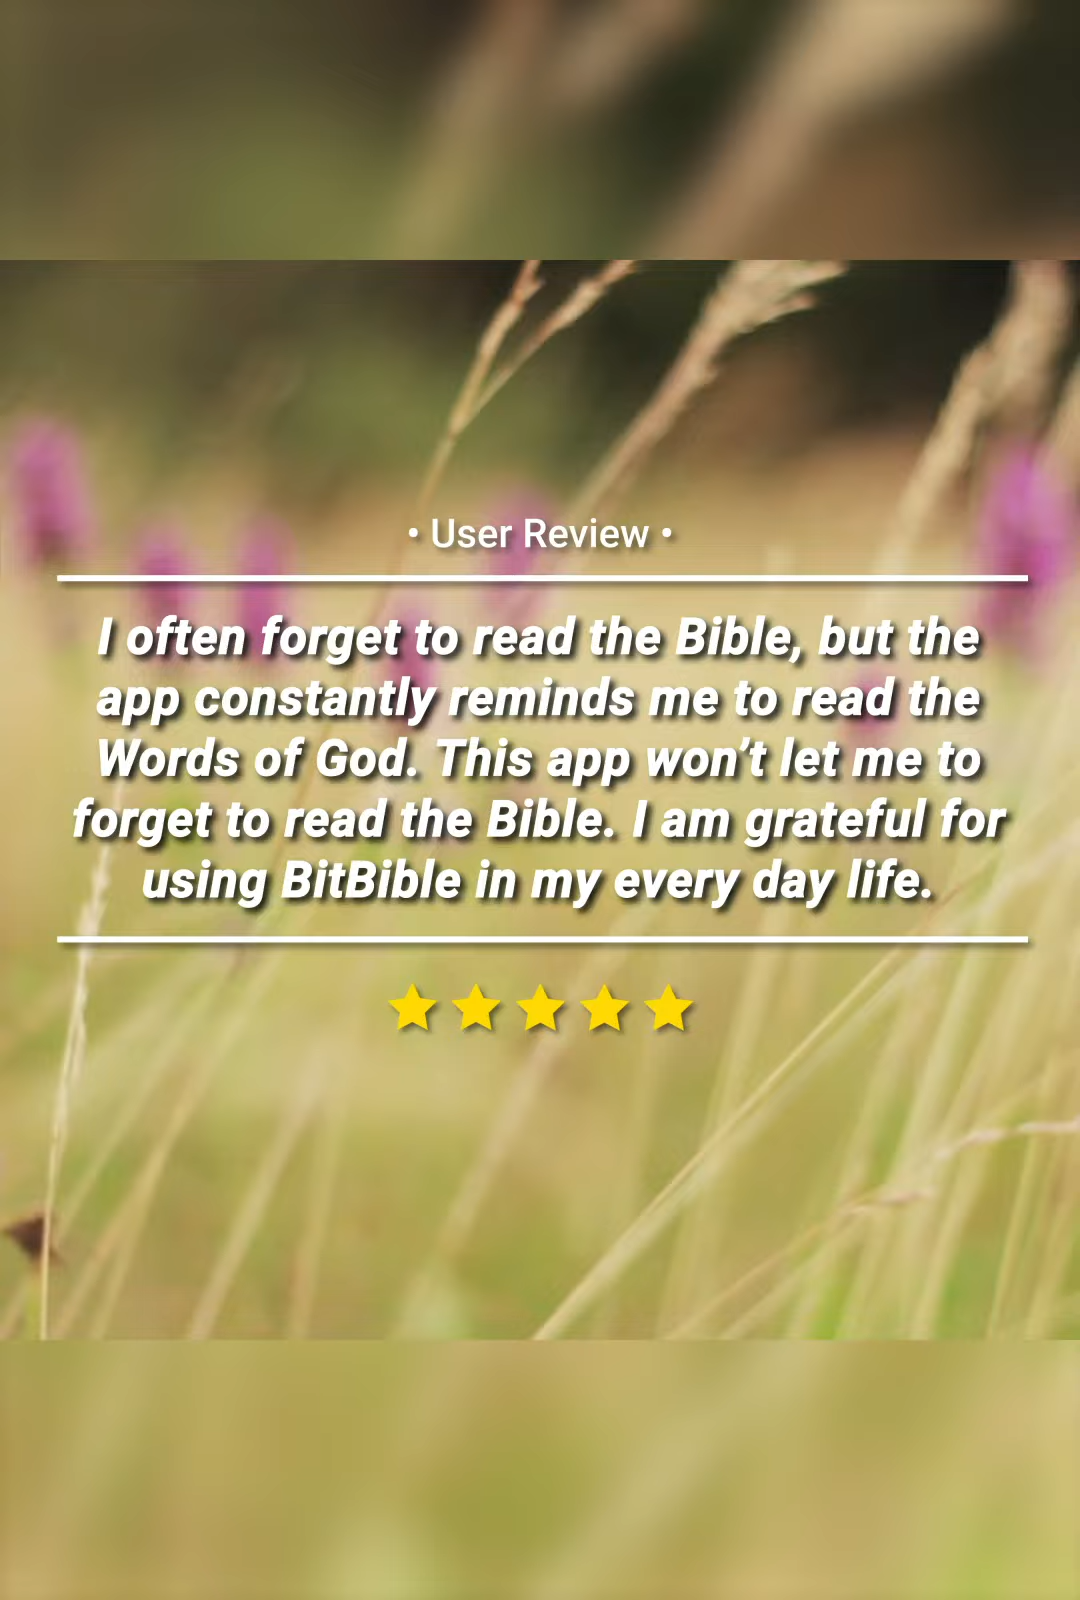 • User Review •
I often forget to read the Bible, but the
app constantly reminds me to read the
Words of God. This app won’t let me to
forget to read the Bible. I am grateful for
using BitBible in my every day life.